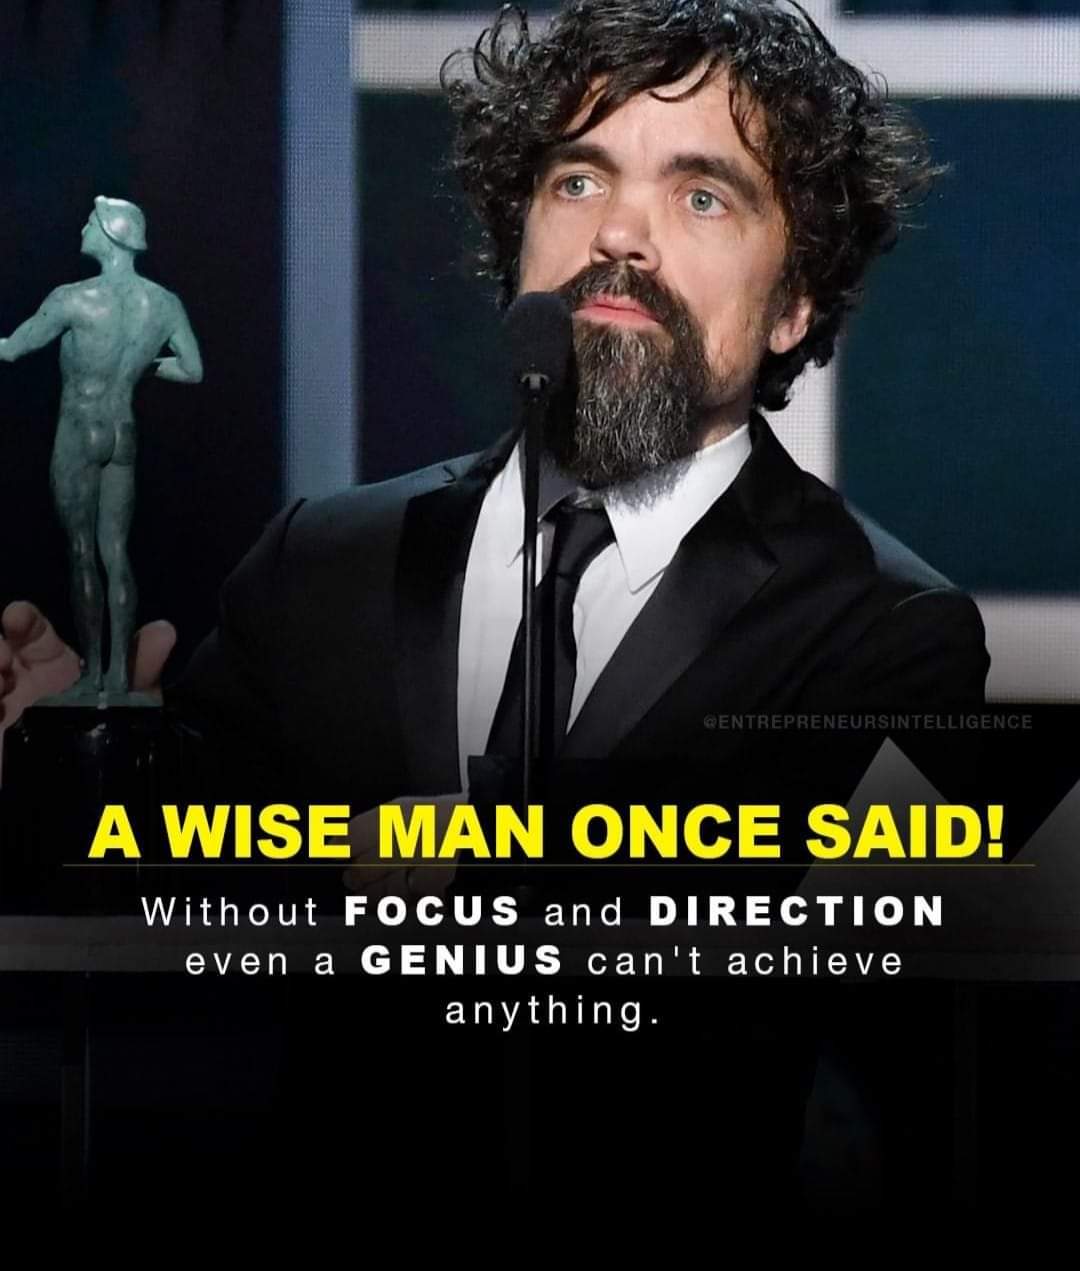 @ENTREPRENEURSINTELLIGENCE
A WISE MAN ONCE SAID!
Without FOCUS and DIRECTION
even a GENIUS can't achieve
anything.